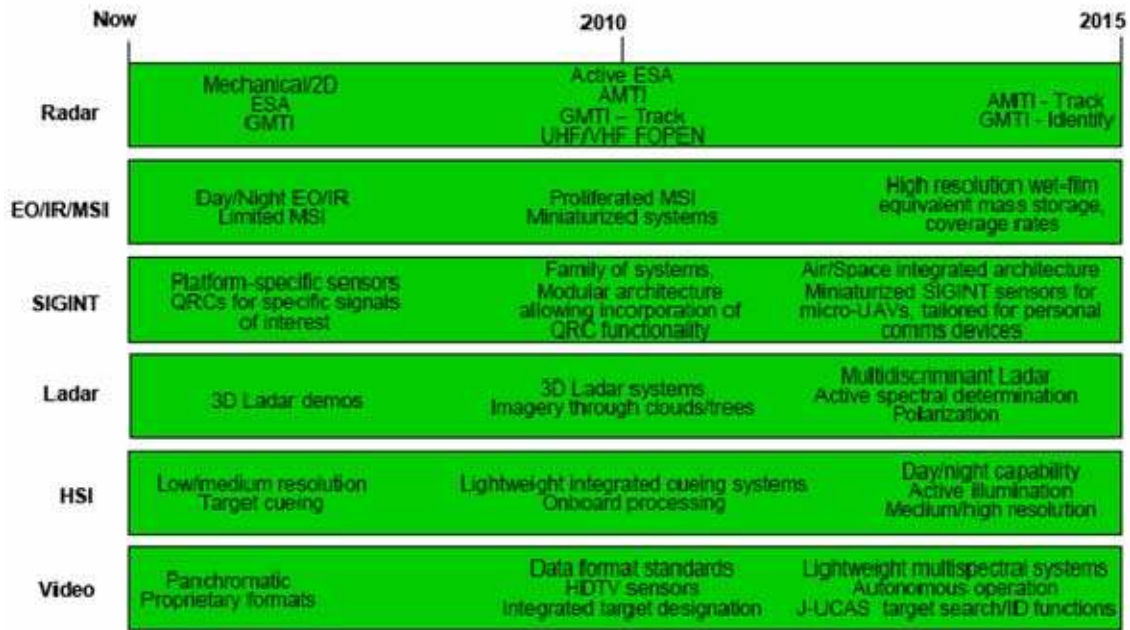 Now 2010 2015
Radar
Mechanical/2D
ESA
GMTI
Active ESA
AMTI
GMTI – Track
UHF/VHF FOPEN
AMTI - Track
GMTI - Identify
EO/IR/MSI
Day/Night EO/IR
Limited MSI
Proliferated MSI
Miniaturized systems
High resolution wet-film
equivalent mass storage,
coverage rates
SIGINT
Platform-specific sensors
QRCs for specific signals
of interest
Family of systems,
Modular architecture
allowing incorporation of
QRC functionality
Air/Space integrated architecture
Miniaturized SIGINT sensors for
micro-UAVs, tailored for personal
comms devices
Ladar
3D Ladar demos
3D Ladar systems
Imagery through clouds/trees
Multidiscriminant Ladar
Active spectral determination
Polarization
HSI
Low/medium resolution
Target cueing
Lightweight integrated cueing systems
Onboard processing
Day/night capability
Active illumination
Medium/high resolution
Video
Panchromatic
Proprietary formats
Data format standards
HDTV sensors
Integrated target designation
Lightweight multispectral systems
Autonomous operation
J-UCAS target search/ID functions